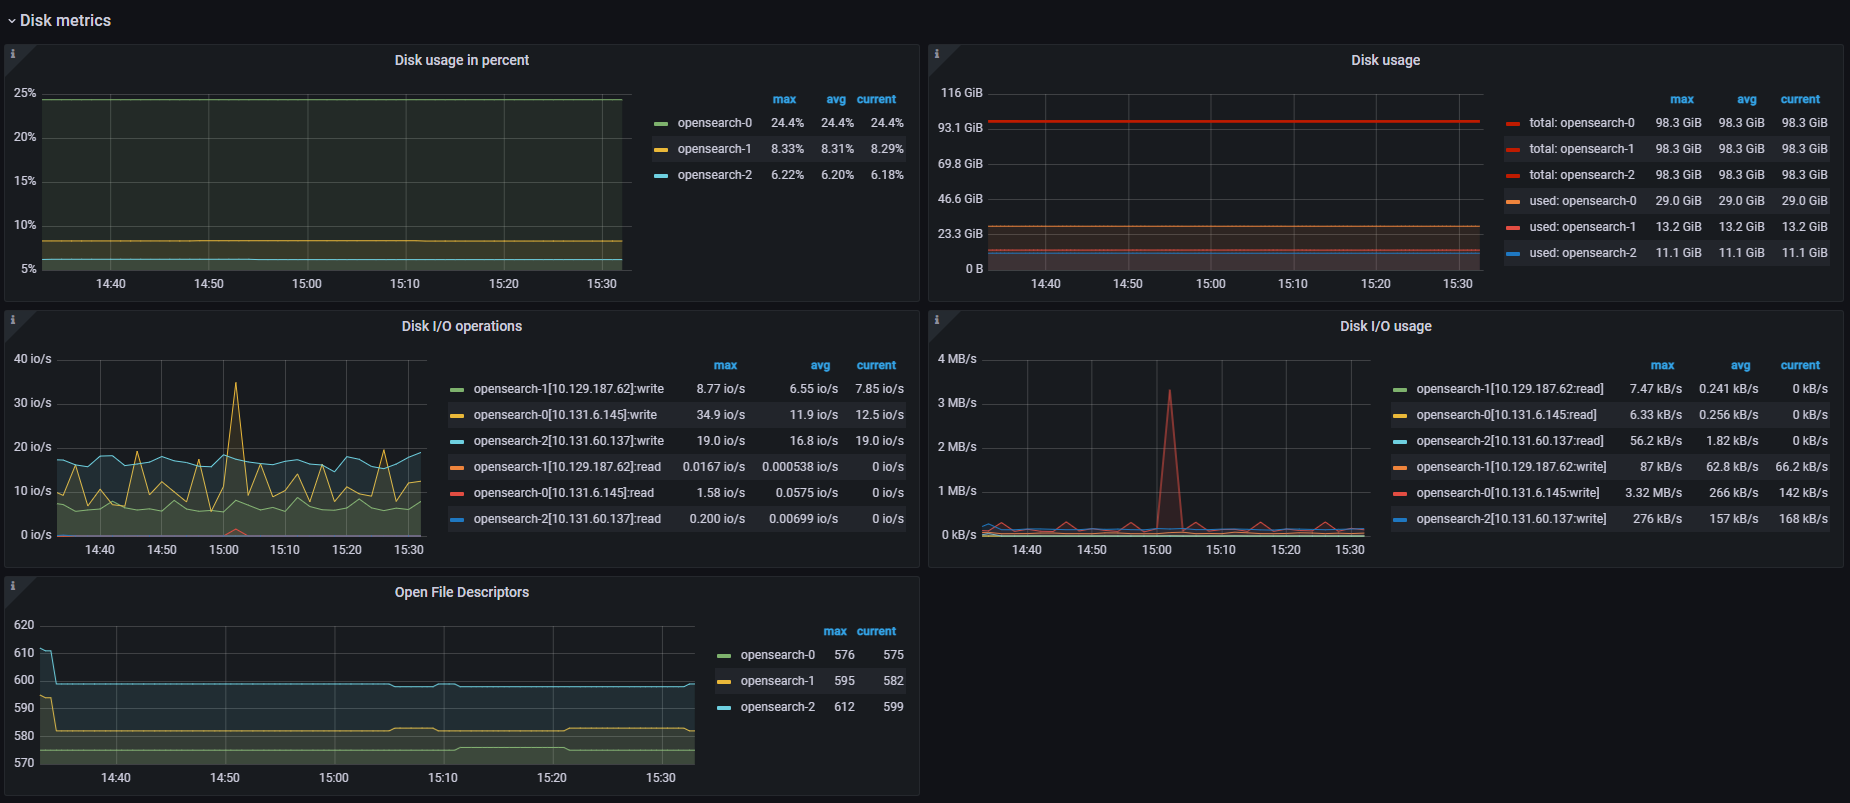 Disk metrics
Disk usage in percent
25%
20%
15%
10%
5%
14:40 14:50 15:00 15:10 15:20 15:30
max avg current
opensearch-0 24.4% 24.4% 24.4%
opensearch-1 8.33% 8.31% 8.29%
opensearch-2 6.22% 6.20% 6.18%
Disk usage
116 GiB
93.1 GiB
69.8 GiB
46.6 GiB
23.3 GiB
0 B
14:40 14:50 15:00 15:10 15:20 15:30
max avg current
total: opensearch-0 98.3 GiB 98.3 GiB 98.3 GiB
total: opensearch-1 98.3 GiB 98.3 GiB 98.3 GiB
total: opensearch-2 98.3 GiB 98.3 GiB 98.3 GiB
used: opensearch-0 29.0 GiB 29.0 GiB 29.0 GiB
used: opensearch-1 13.2 GiB 13.2 GiB 13.2 GiB
used: opensearch-2 11.1 GiB 11.1 GiB 11.1 GiB
Disk I/O operations
40 io/s
30 io/s
20 io/s
10 io/s
0 io/s
14:40 14:50 15:00 15:10 15:20 15:30
max avg current
opensearch-1[10.129.187.62]:write 8.77 io/s 6.55 io/s 7.85 io/s
opensearch-0[10.131.6.145]:write 34.9 io/s 11.9 io/s 12.5 io/s
opensearch-2[10.131.60.137]:write 19.0 io/s 16.8 io/s 19.0 io/s
opensearch-1[10.129.187.62]:read 0.0167 io/s 0.000538 io/s 0 io/s
opensearch-0[10.131.6.145]:read 1.58 io/s 0.0575 io/s 0 io/s
opensearch-2[10.131.60.137]:read 0.200 io/s 0.00699 io/s 0 io/s
Disk I/O usage
4 MB/s
3 MB/s
2 MB/s
1 MB/s
0 kB/s
14:40 14:50 15:00 15:10 15:20 15:30
max avg current
opensearch-1[10.129.187.62:read] 7.47 kB/s 0.241 kB/s 0 kB/s
opensearch-0[10.131.6.145:read] 6.33 kB/s 0.256 kB/s 0 kB/s
opensearch-2[10.131.60.137:read] 56.2 kB/s 1.82 kB/s 0 kB/s
opensearch-1[10.129.187.62:write] 87 kB/s 62.8 kB/s 66.2 kB/s
opensearch-0[10.131.6.145:write] 3.32 MB/s 266 kB/s 142 kB/s
opensearch-2[10.131.60.137:write] 276 kB/s 157 kB/s 168 kB/s
Open File Descriptors
620
610
600
590
580
570
14:40 14:50 15:00 15:10 15:20 15:30
max current
opensearch-0 576 575
opensearch-1 595 582
opensearch-2 612 599